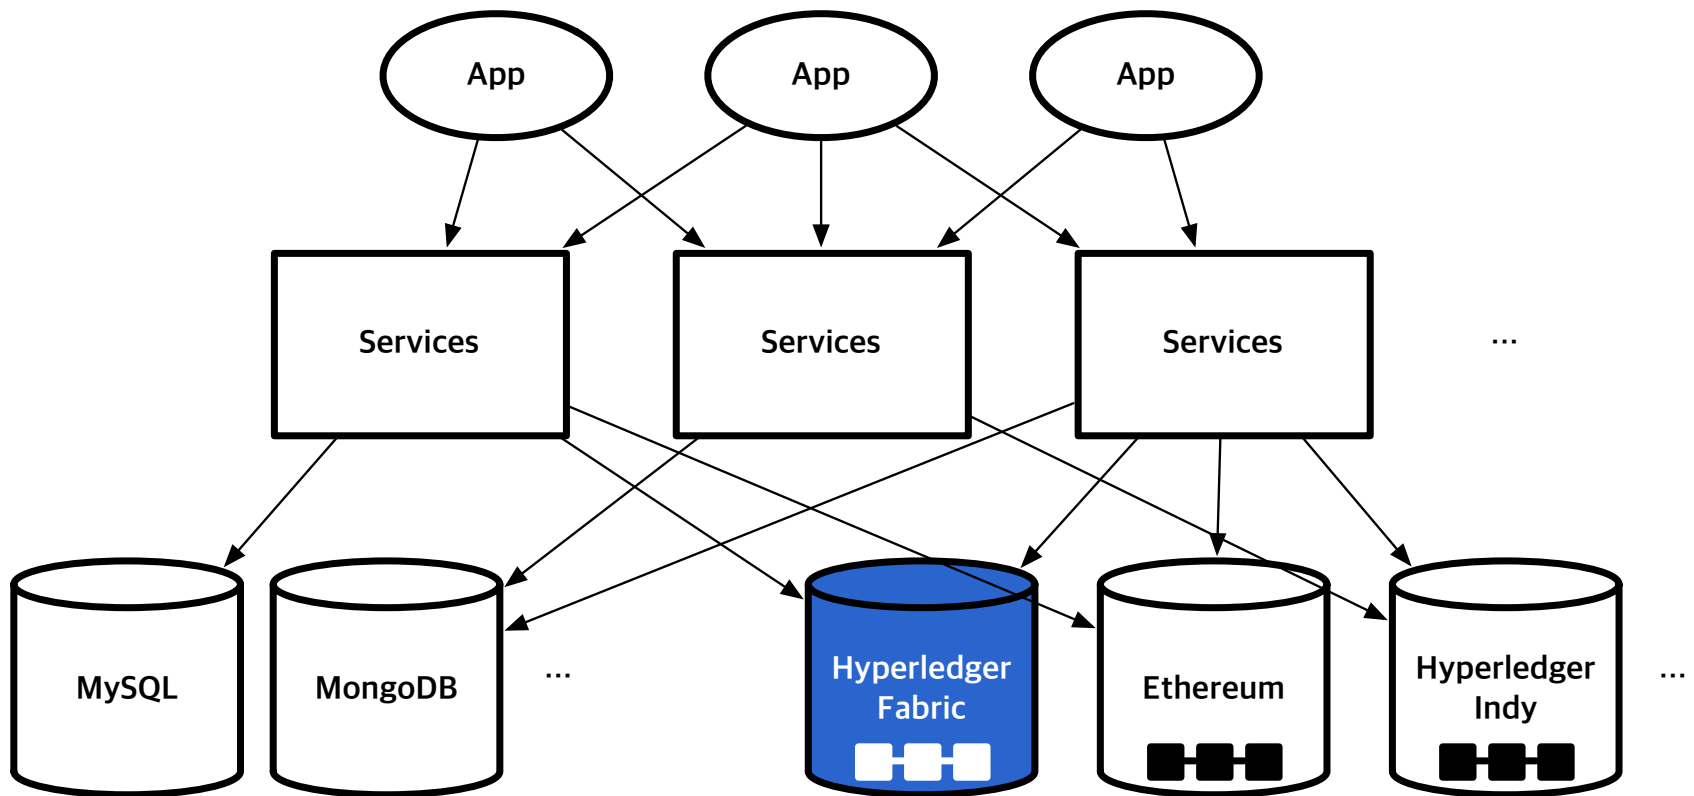 App
App
App
Services
Services
Services
...
MySQL
MongoDB
...
Hyperledger
Fabric
Ethereum
Hyperledger
Indy
...